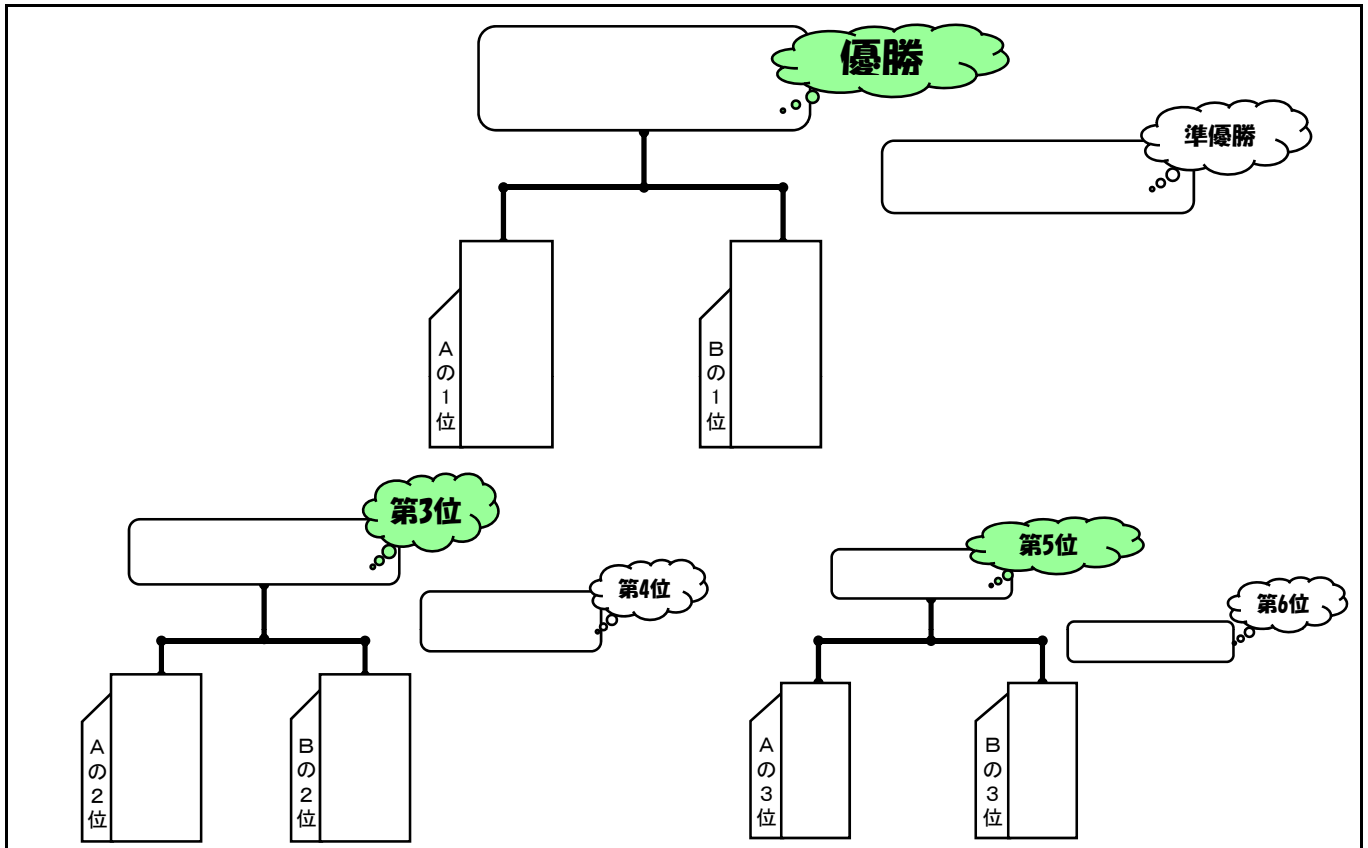 優勝
準優勝
Aの1位
Bの1位
第3位
第4位
第5位
第6位
Aの2位
Bの2位
Aの3位
Bの3位